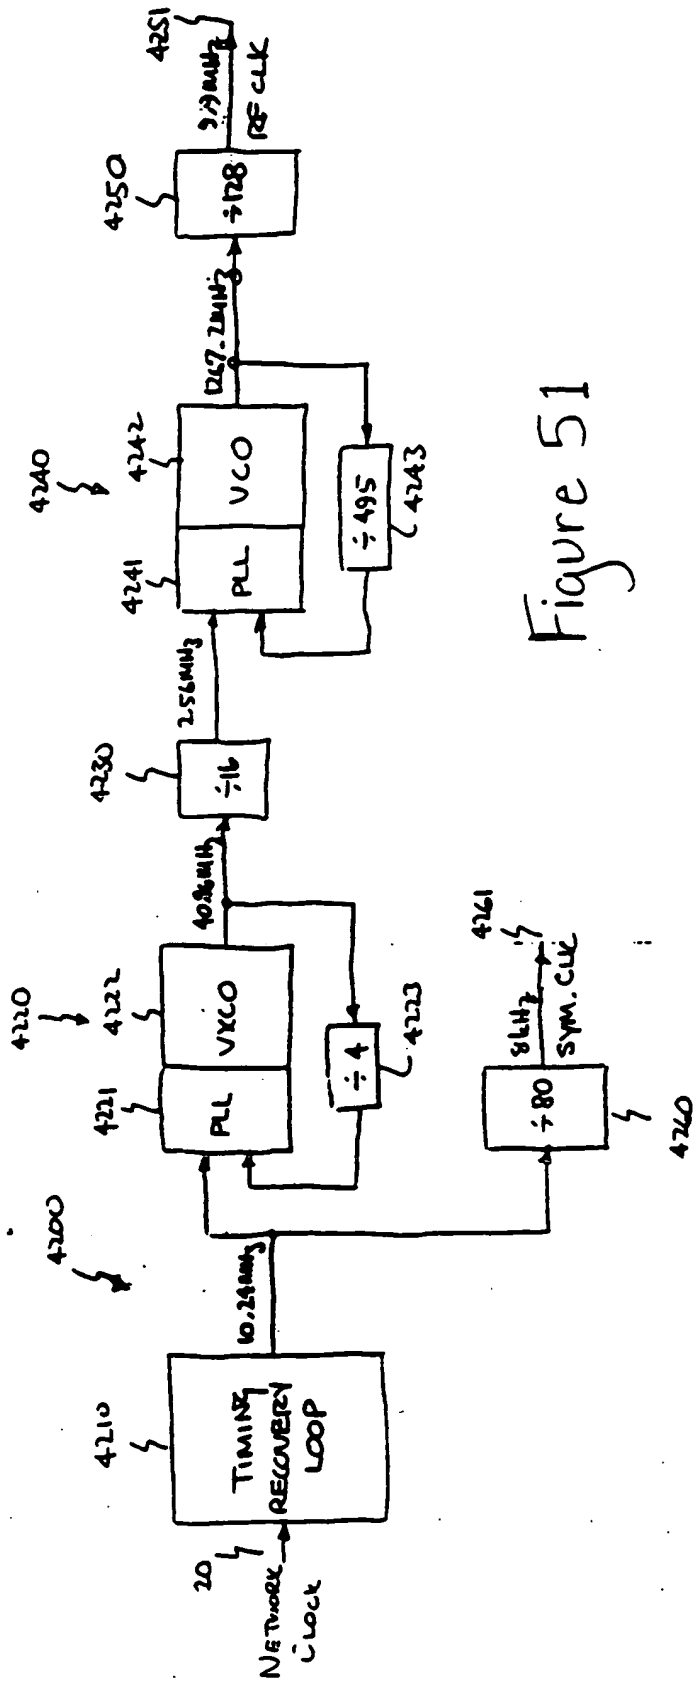 4200
20
NETWORK
CLOCK
4210
TIMING
RECOVERY
LOOP
10.24MHz
4220
4221
PLL
4222
VXCO
÷ 4
4223
40.96MHz
4230
÷16
2.56MHz
4240
4241
PLL
4242
VCO
÷ 495
4243
1267.2MHz
4250
÷128
9.9MHz
RF CLK
4251
÷80
4260
8kHz
SYM. CLK
4261
Figure 51